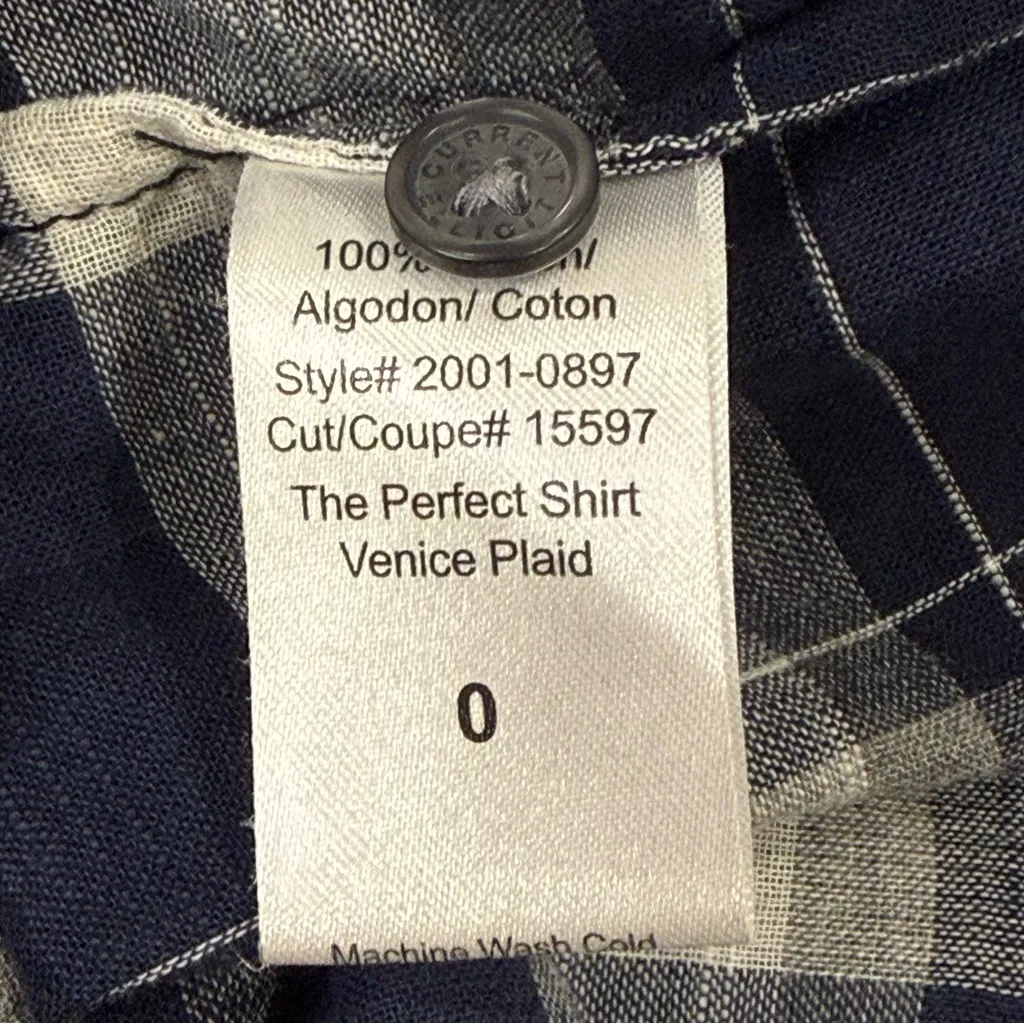 CURRENT
ELLIOTT
100% 
Algodon/ Coton
Style# 2001-0897
Cut/Coupe# 15597
The Perfect Shirt
Venice Plaid
0
Machine Wash Cold